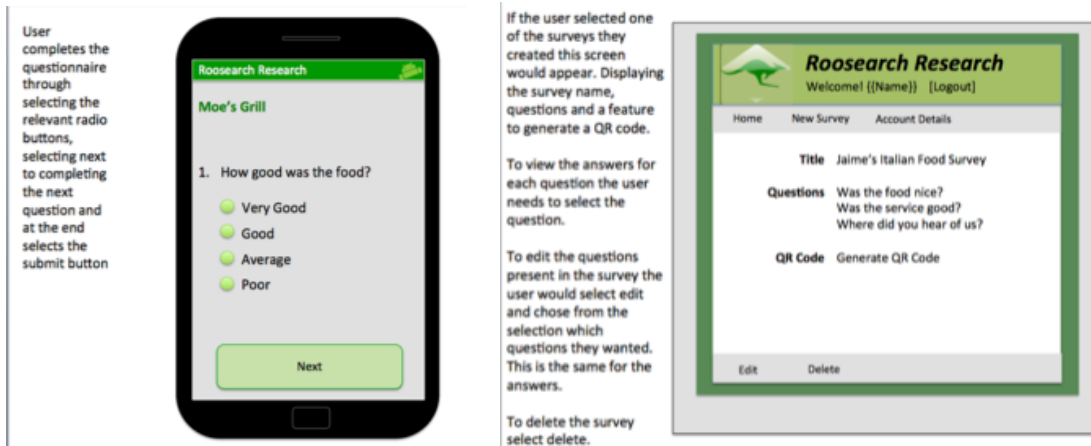 User
completes the
questionnaire
through
selecting the
relevant radio
buttons,
selecting next
to completing
the next
question and
at the end
selects the
submit button
Roosearch Research
Moe's Grill
1. How good was the food?
Very Good
Good
Average
Poor
Next
If the user selected one
of the surveys they
created this screen
would appear. Displaying
the survey name,
questions and a feature
to generate a QR code.
To view the answers for
each question the user
needs to select the
question.
To edit the questions
present in the survey the
user would select edit
and chose from the
selection which
questions they wanted.
This is the same for the
answers.
To delete the survey
select delete.
Roosearch Research
Welcome! {{Name}} [Logout]
Home New Survey Account Details
Title Jaime's Italian Food Survey
Questions Was the food nice?
Was the service good?
Where did you hear of us?
QR Code Generate QR Code
Edit Delete